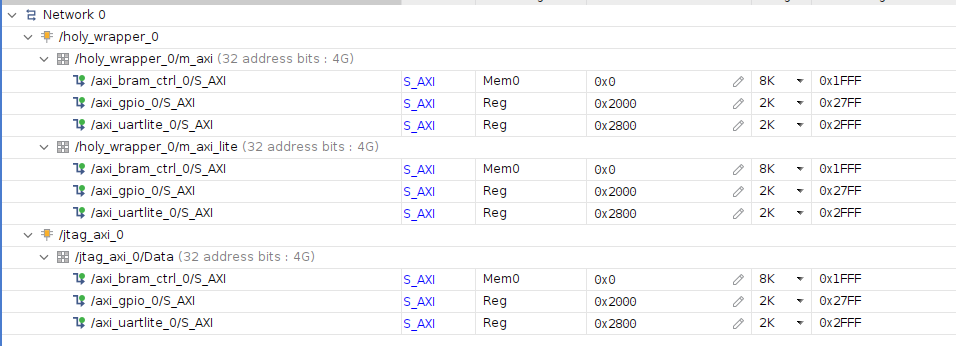 Network 0
/holy_wrapper_0
/holy_wrapper_0/m_axi (32 address bits : 4G)
/axi_bram_ctrl_0/S_AXI S_AXI Mem0 0x0 8K 0x1FFF
/axi_gpio_0/S_AXI S_AXI Reg 0x2000 2K 0x27FF
/axi_uartlite_0/S_AXI S_AXI Reg 0x2800 2K 0x2FFF
/holy_wrapper_0/m_axi_lite (32 address bits : 4G)
/axi_bram_ctrl_0/S_AXI S_AXI Mem0 0x0 8K 0x1FFF
/axi_gpio_0/S_AXI S_AXI Reg 0x2000 2K 0x27FF
/axi_uartlite_0/S_AXI S_AXI Reg 0x2800 2K 0x2FFF
/jtag_axi_0
/jtag_axi_0/Data (32 address bits : 4G)
/axi_bram_ctrl_0/S_AXI S_AXI Mem0 0x0 8K 0x1FFF
/axi_gpio_0/S_AXI S_AXI Reg 0x2000 2K 0x27FF
/axi_uartlite_0/S_AXI S_AXI Reg 0x2800 2K 0x2FFF